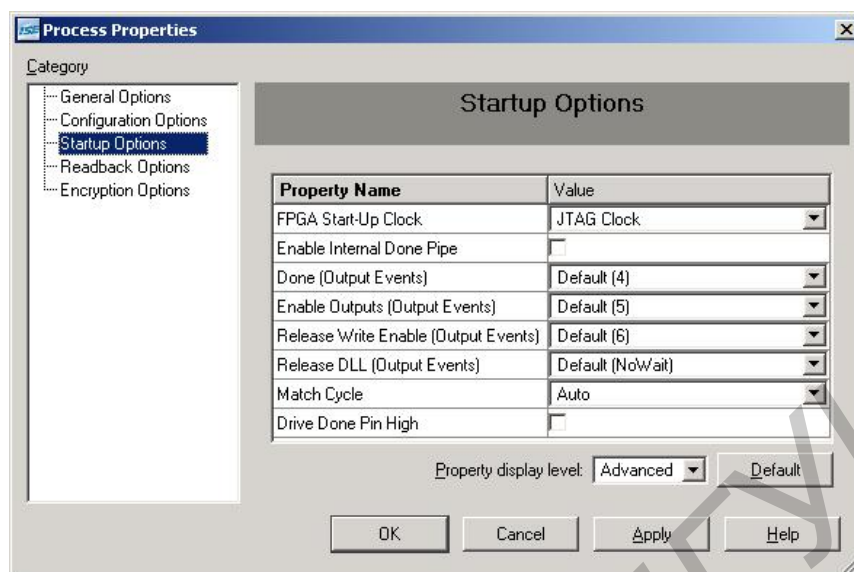 ISE Process Properties
Category
General Options
Configuration Options
Startup Options
Readback Options
Encryption Options
Startup Options
Property Name Value
FPGA Start-Up Clock JTAG Clock
Enable Internal Done Pipe
Done (Output Events) Default (4)
Enable Outputs (Output Events) Default (5)
Release Write Enable (Output Events) Default (6)
Release DLL (Output Events) Default (NoWait)
Match Cycle Auto
Drive Done Pin High
Property display level: Advanced Default
OK Cancel Apply Help